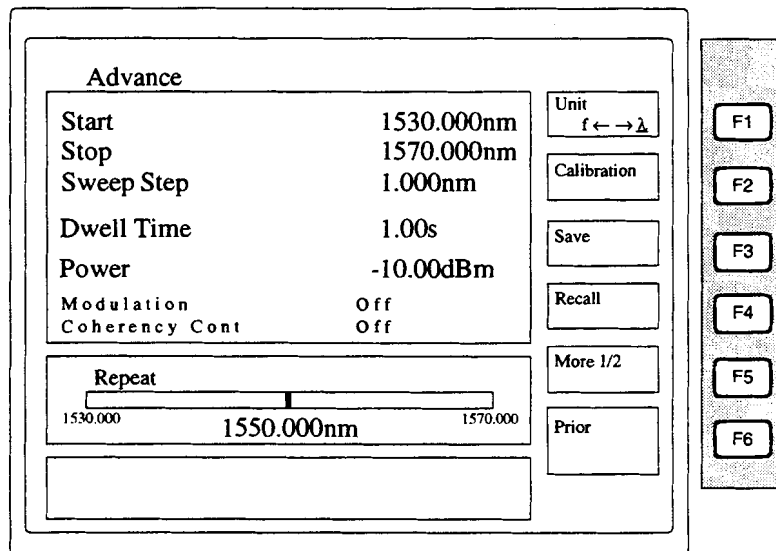 Advance
Start 1530.000nm
Stop 1570.000nm
Sweep Step 1.000nm
Dwell Time 1.00s
Power -10.00dBm
Modulation Off
Coherency Cont Off
Repeat
1530.000 1550.000nm 1570.000
Unit
f ← → λ
Calibration
Save
Recall
More 1/2
Prior
F1
F2
F3
F4
F5
F6